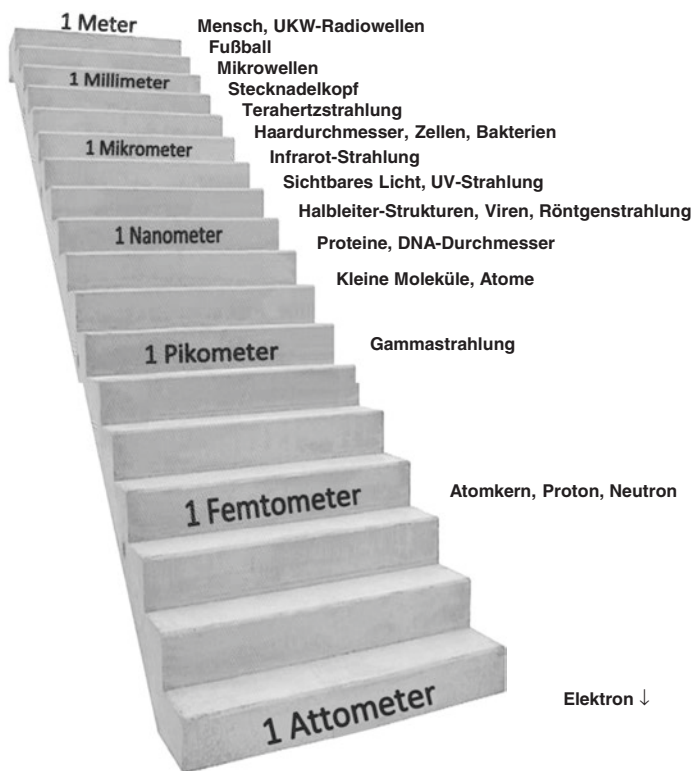 1 Meter Mensch, UKW-Radiowellen
Fußball
Mikrowellen
1 Millimeter Stecknadelkopf
Terahertzstrahlung
Haardurchmesser, Zellen, Bakterien
1 Mikrometer Infrarot-Strahlung
Sichtbares Licht, UV-Strahlung
Halbleiter-Strukturen, Viren, Röntgenstrahlung
1 Nanometer Proteine, DNA-Durchmesser
Kleine Moleküle, Atome
1 Pikometer Gammastrahlung
1 Femtometer Atomkern, Proton, Neutron
1 Attometer Elektron ↓